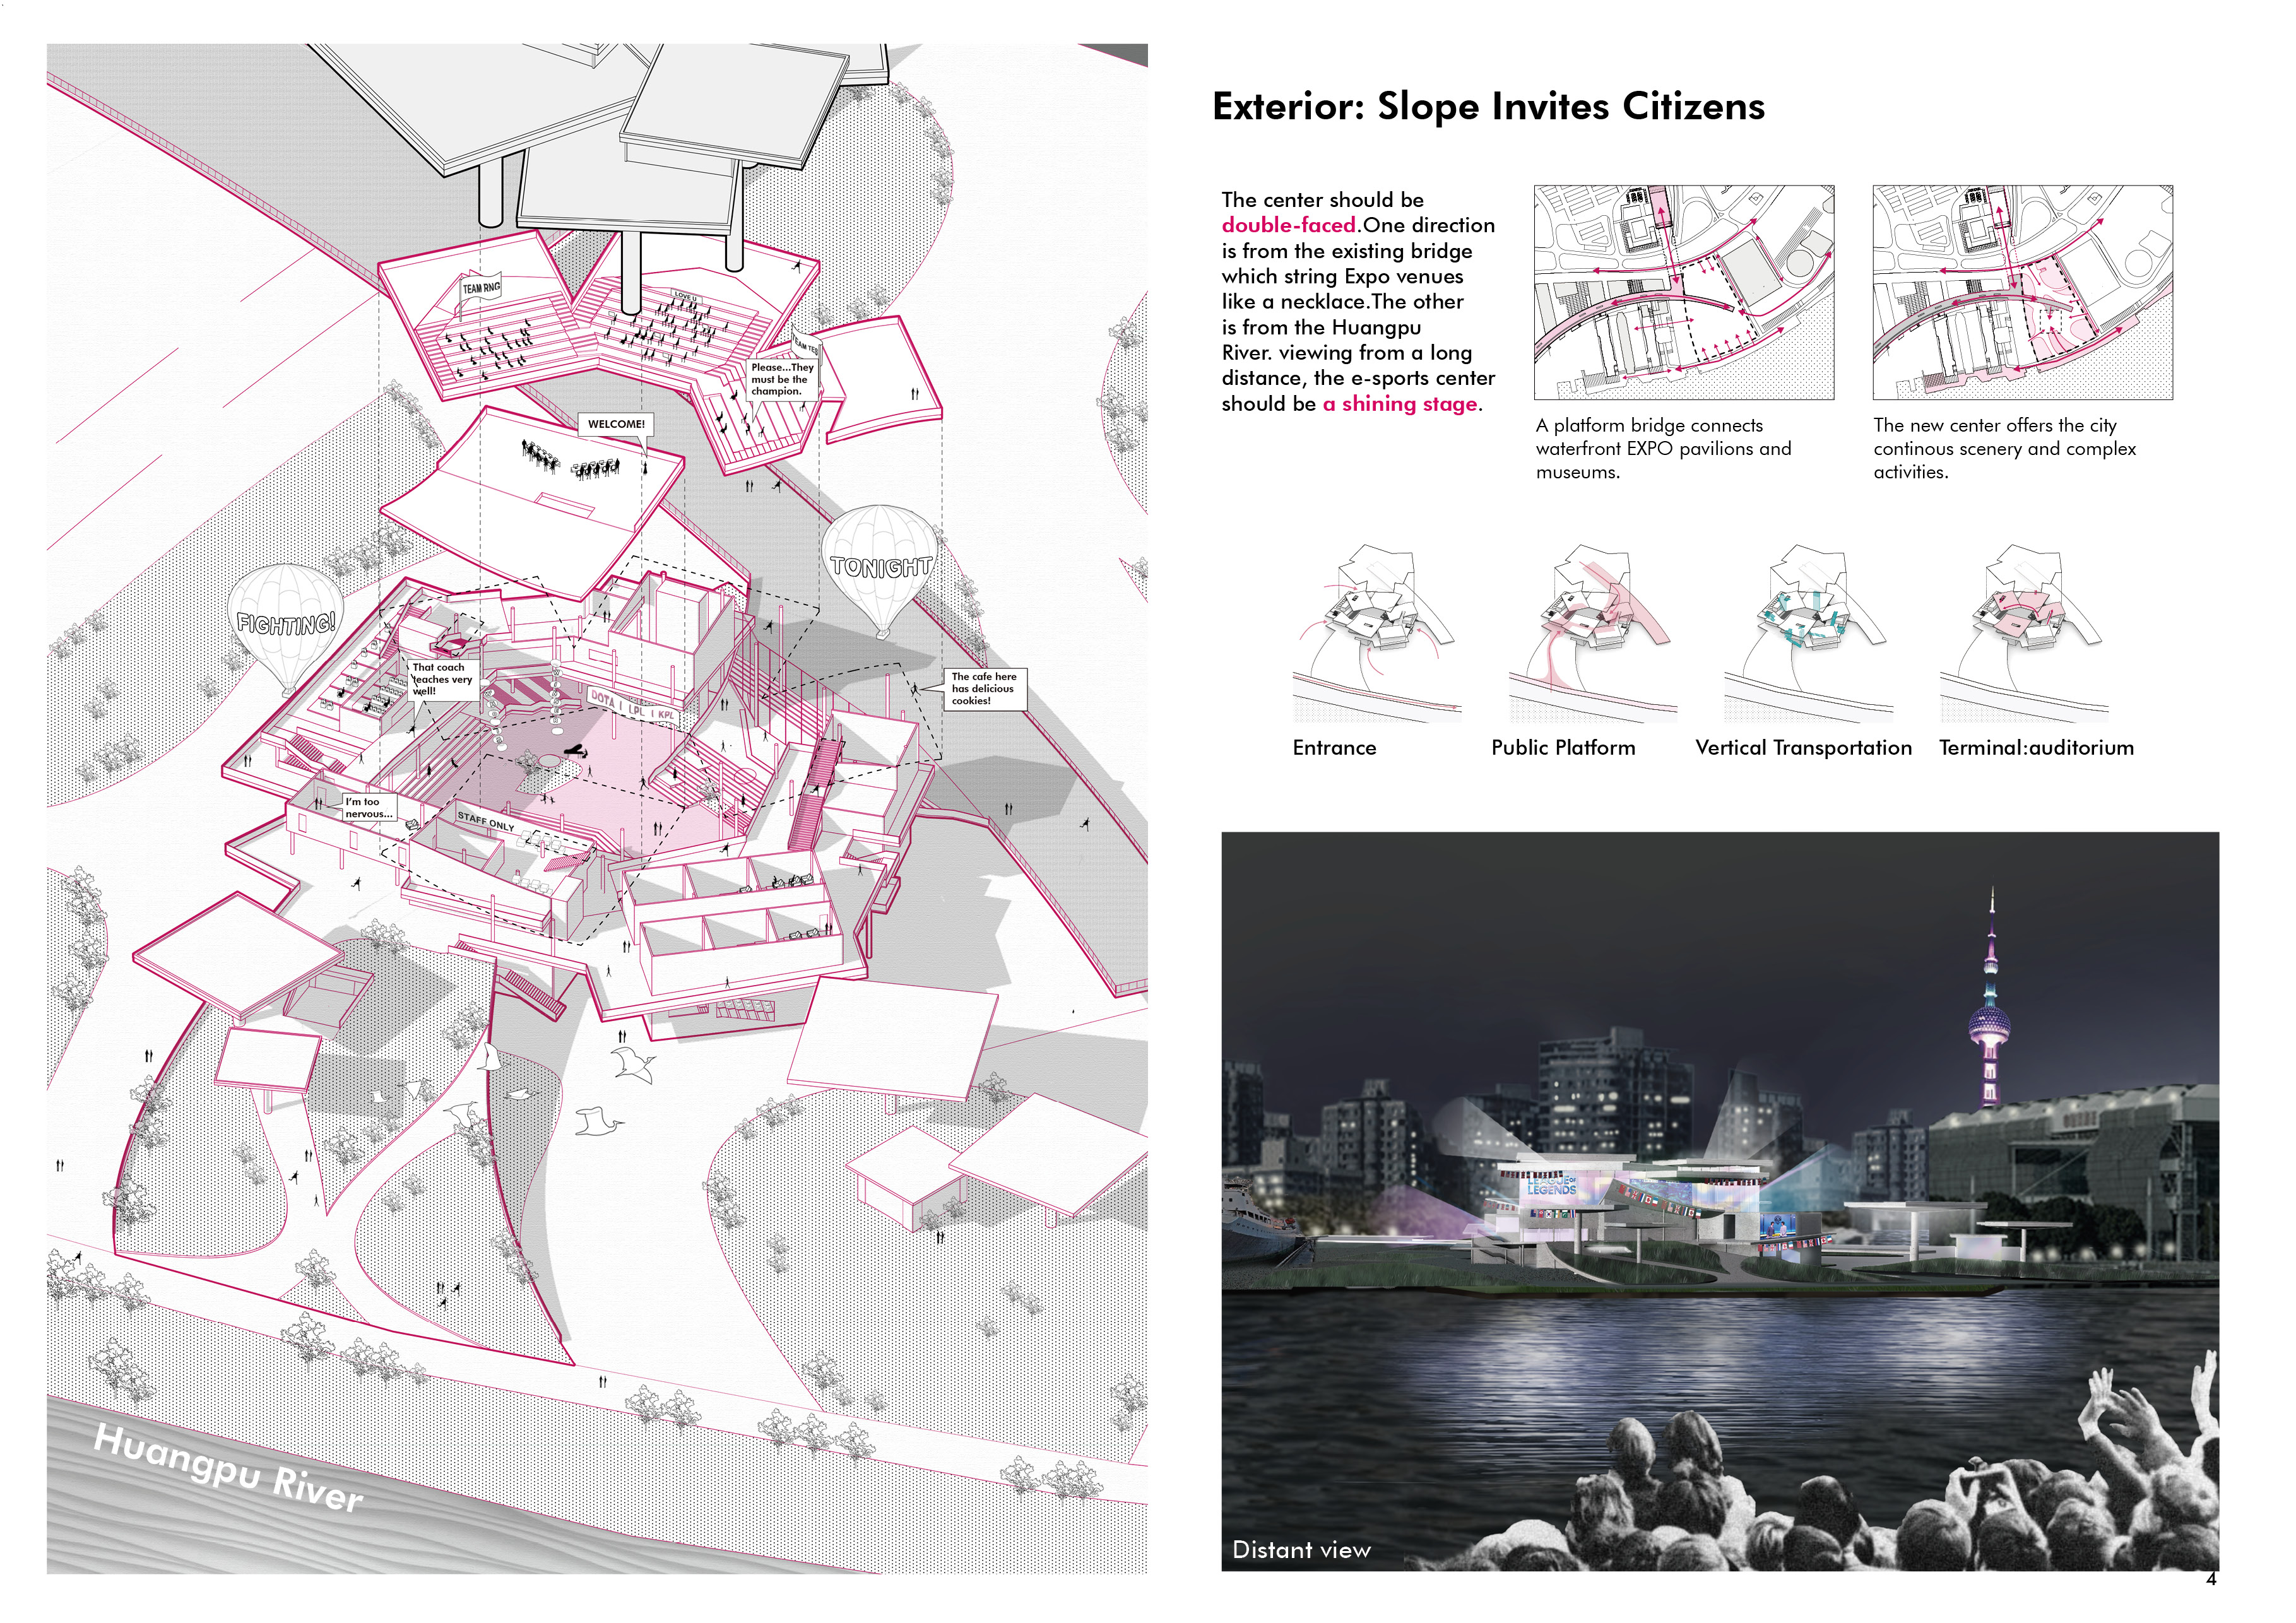 TEAM RNG
LOVE U
TEAM TES
Please...They
must be the
champion.
WELCOME!
TONIGHT
FIGHTING!
That coach
teaches very
well!
The cafe here
has delicious
cookies!
DOTA | LPL | KPL
I'm too
nervous...
STAFF ONLY
Huangpu River
Exterior: Slope Invites Citizens
The center should be
double-faced.One direction
is from the existing bridge
which string Expo venues
like a necklace.The other
is from the Huangpu
River. viewing from a long
distance, the e-sports center
should be a shining stage.
A platform bridge connects
waterfront EXPO pavilions and
museums.
The new center offers the city
continous scenery and complex
activities.
Entrance
Public Platform
Vertical Transportation
Terminal:auditorium
LEAGUE OF
LEGENDS
Distant view
4